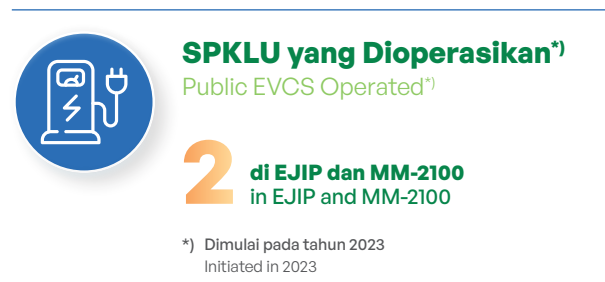 SPKLU yang Dioperasikan*)
Public EVCS Operated*)
2
di EJIP dan MM-2100
in EJIP and MM-2100
*) Dimulai pada tahun 2023
Initiated in 2023